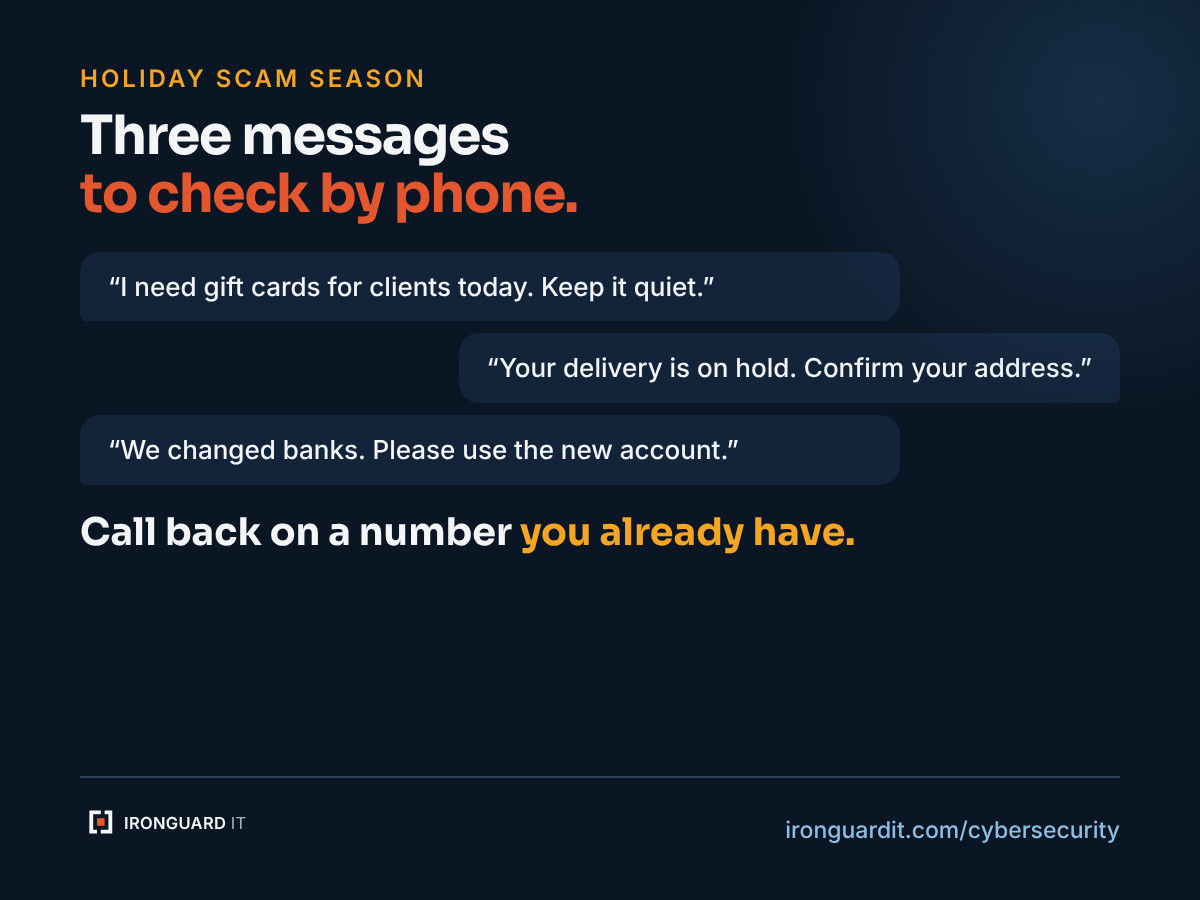 HOLIDAY SCAM SEASON
Three messages
to check by phone.
“I need gift cards for clients today. Keep it quiet.”
“Your delivery is on hold. Confirm your address.”
“We changed banks. Please use the new account.”
Call back on a number you already have.
IRONGUARD IT
ironguardit.com/cybersecurity